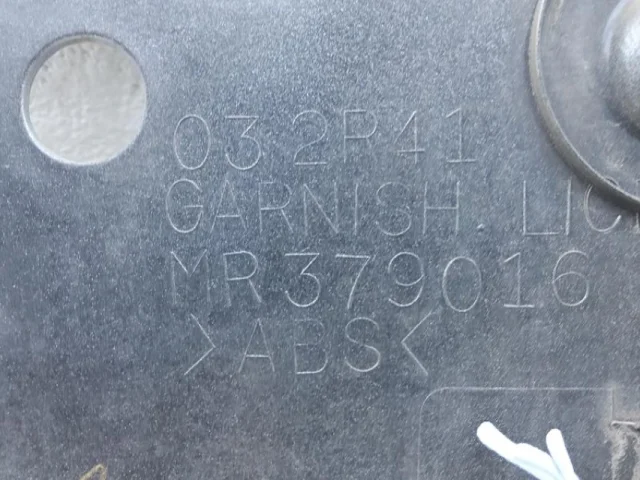 03 2R41
GARNISH. LIC
MR379016
>ABS<